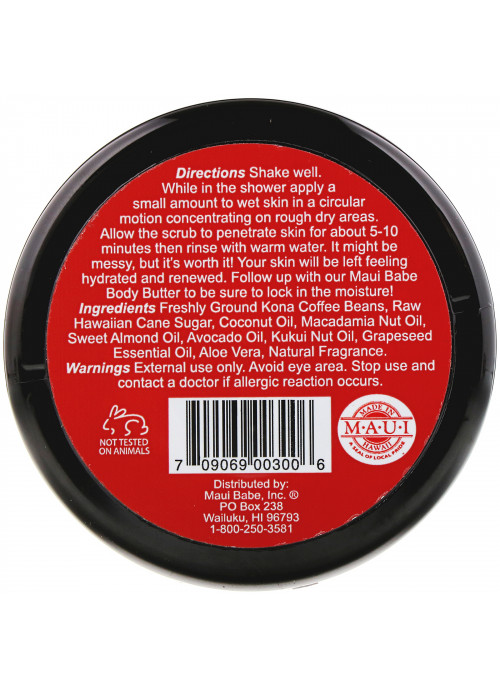 Directions Shake well.
While in the shower apply a
small amount to wet skin in a circular
motion concentrating on rough dry areas.
Allow the scrub to penetrate skin for about 5-10
minutes then rinse with warm water. It might be
messy, but it's worth it! Your skin will be left feeling
hydrated and renewed. Follow up with our Maui Babe
Body Butter to be sure to lock in the moisture!
Ingredients Freshly Ground Kona Coffee Beans, Raw
Hawaiian Cane Sugar, Coconut Oil, Macadamia Nut Oil,
Sweet Almond Oil, Avocado Oil, Kukui Nut Oil, Grapeseed
Essential Oil, Aloe Vera, Natural Fragrance.
Warnings External use only. Avoid eye area. Stop use and
contact a doctor if allergic reaction occurs.
NOT TESTED
ON ANIMALS
7 09069 00300 6
MADE IN
M·A·U·I
HAWAII
A SEAL OF LOCAL PRIDE
Distributed by:
Maui Babe, Inc. ®
PO Box 238
Wailuku, HI 96793
1-800-250-3581